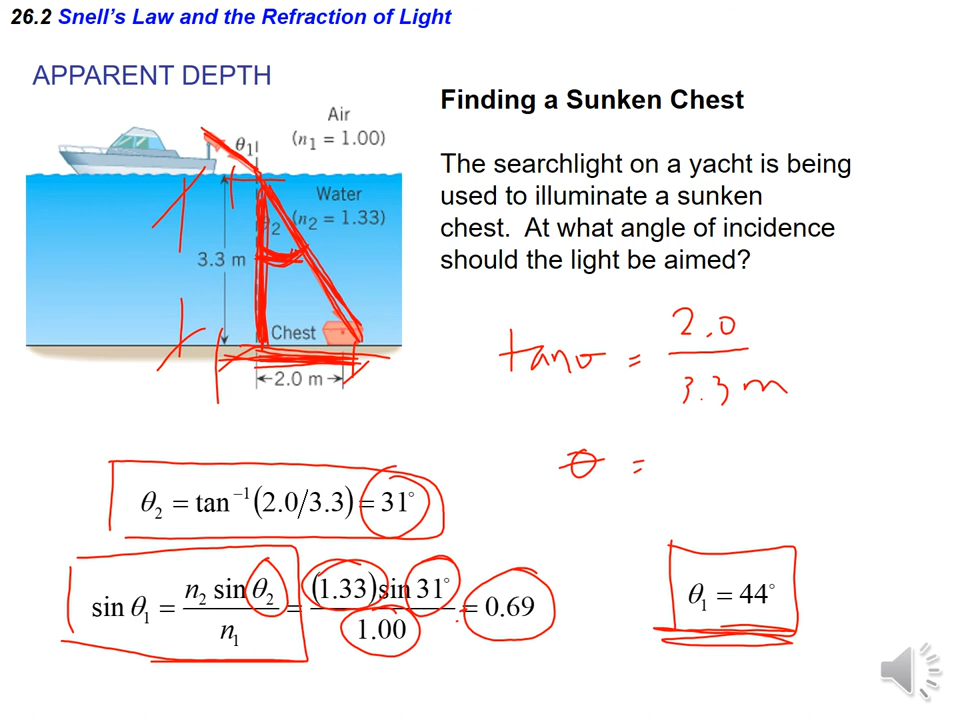 26.2 Snell's Law and the Refraction of Light
APPARENT DEPTH
Finding a Sunken Chest
The searchlight on a yacht is being
used to illuminate a sunken
chest. At what angle of incidence
should the light be aimed?
Air
(n₁ = 1.00)
θ₁
Water
(n₂ = 1.33)
θ₂
3.3 m
Chest
2.0 m
tan θ = 2.0 / 3.3 m
θ =
θ₂ = tan⁻¹(2.0/3.3) = 31°
sin θ₁ = n₂ sin θ₂ / n₁ = (1.33) sin 31° / 1.00 = 0.69
θ₁ = 44°